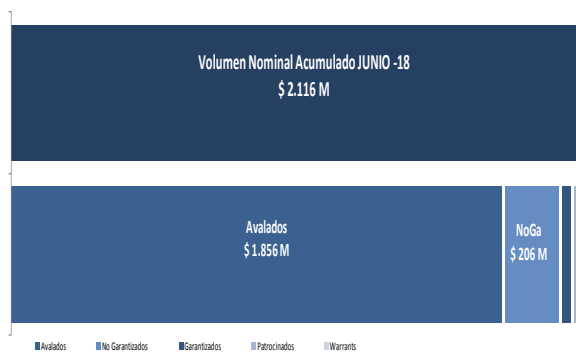 Volumen Nominal Acumulado JUNIO -18
$ 2.116 M
Avalados
$ 1.856 M
NoGa
$ 206 M
Avalados No Garantizados Garantizados Patrocinados Warrants